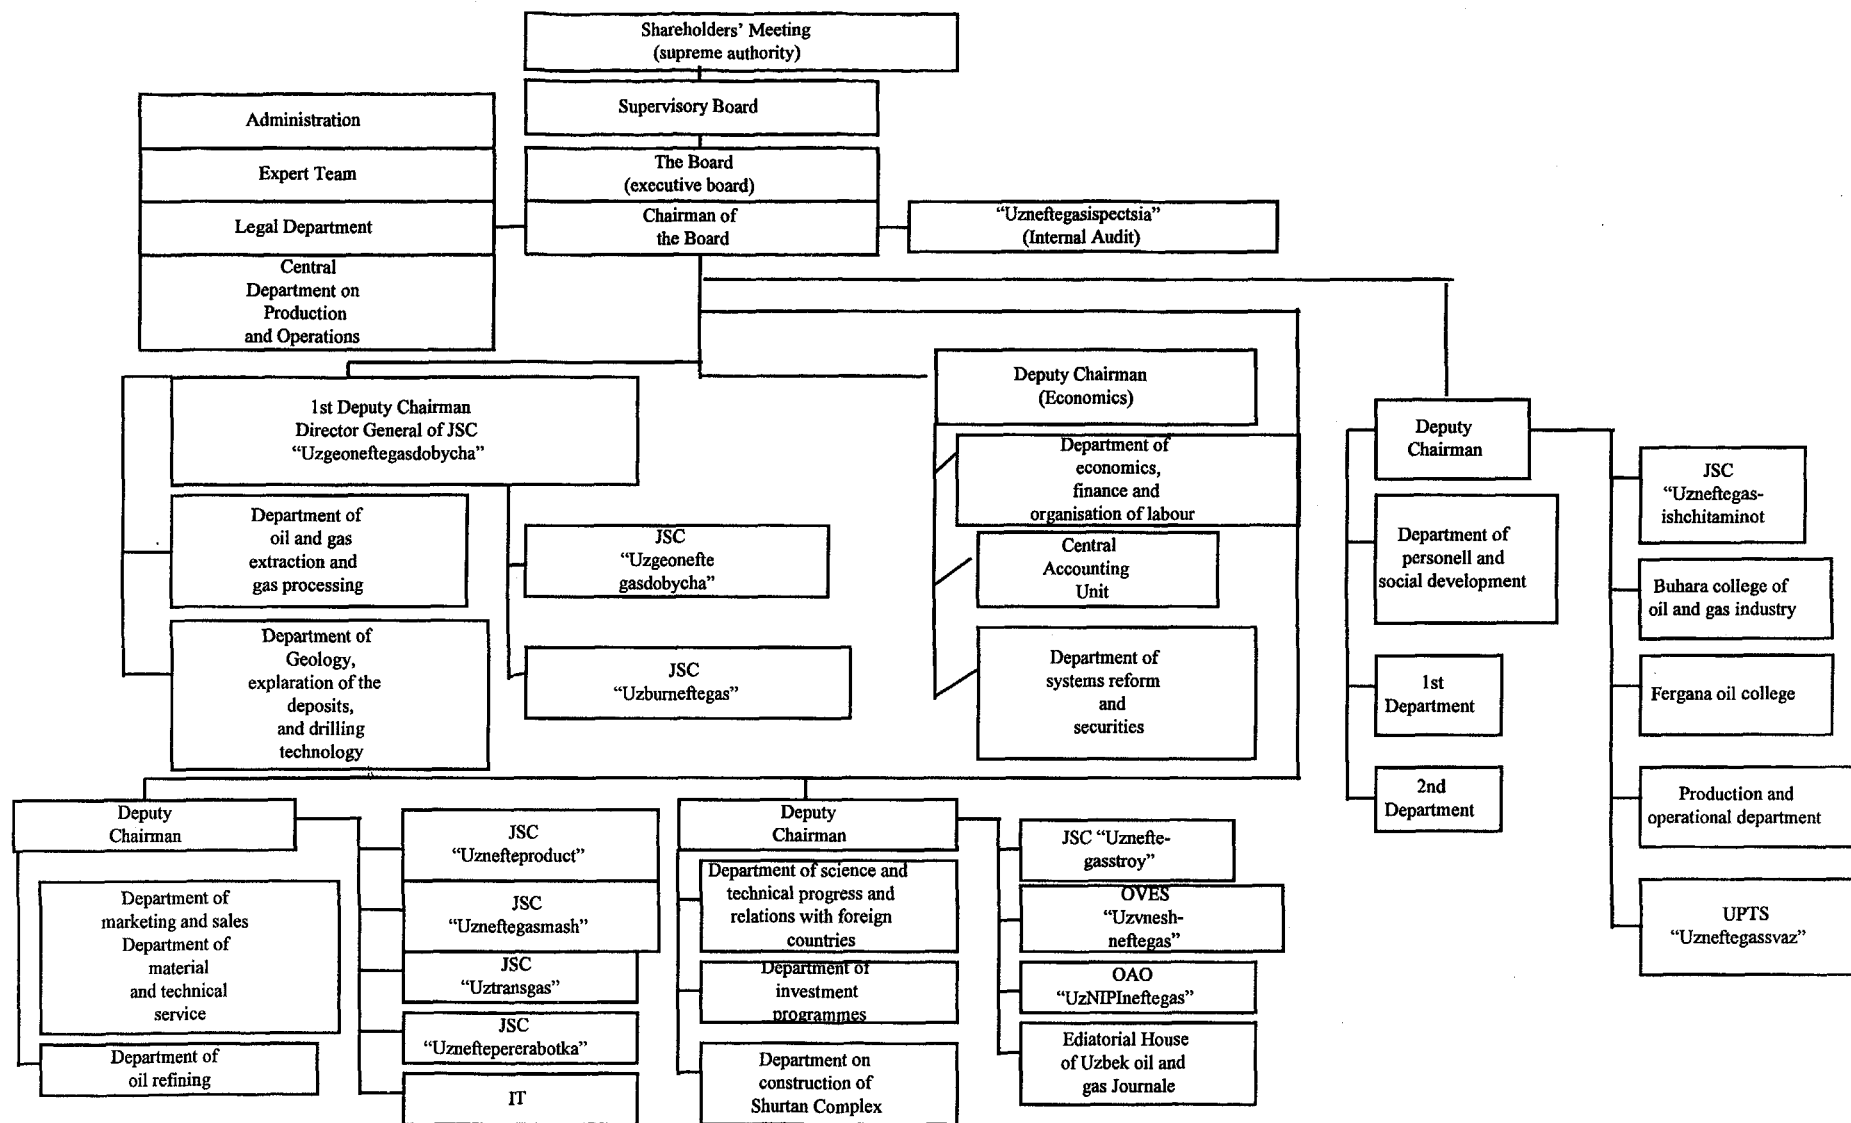 Shareholders' Meeting
(supreme authority)
Supervisory Board
Administration
Expert Team
Legal Department
Central
Department on
Production
and Operations
The Board
(executive board)
Chairman of
the Board
“Uzneftegasispectsia”
(Internal Audit)
1st Deputy Chairman
Director General of JSC
“Uzgeoneftegasdobycha”
Department of
oil and gas
extraction and
gas processing
Department of
Geology,
explaration of the
deposits,
and drilling
technology
JSC
“Uzgeonefte
gasdobycha”
JSC
“Uzburneftegas”
Deputy Chairman
(Economics)
Department of
economics,
finance and
organisation of labour
Central
Accounting
Unit
Department of
systems reform
and
securities
Deputy
Chairman
Department of
personell and
social development
1st
Department
2nd
Department
JSC
“Uzneftegas-
ishchitaminot
Buhara college of
oil and gas industry
Fergana oil college
Production and
operational department
UPTS
“Uzneftegassvaz”
Deputy
Chairman
Department of
marketing and sales
Department of
material
and technical
service
Department of
oil refining
JSC
“Uznefteproduct”
JSC
“Uzneftegasmash”
JSC
“Uztransgas”
JSC
“Uzneftepererabotka”
IT
Deputy
Chairman
Department of science and
technical progress and
relations with foreign
countries
Department of
investment
programmes
Department on
construction of
Shurtan Complex
JSC “Uznefte-
gasstroy”
OVES
“Uzvnesh-
neftegas”
OAO
“UzNIPIneftegas”
Ediatorial House
of Uzbek oil and
gas Journale